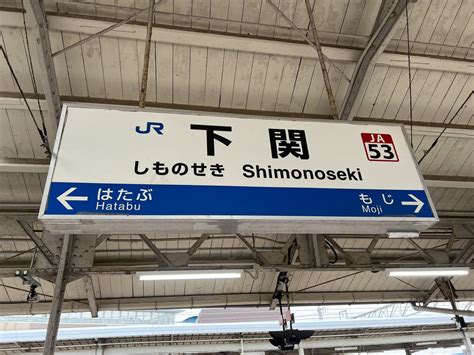 JR 下関 JA 53
しものせき Shimonoseki
← はたぶ もじ →
Hatabu Moji